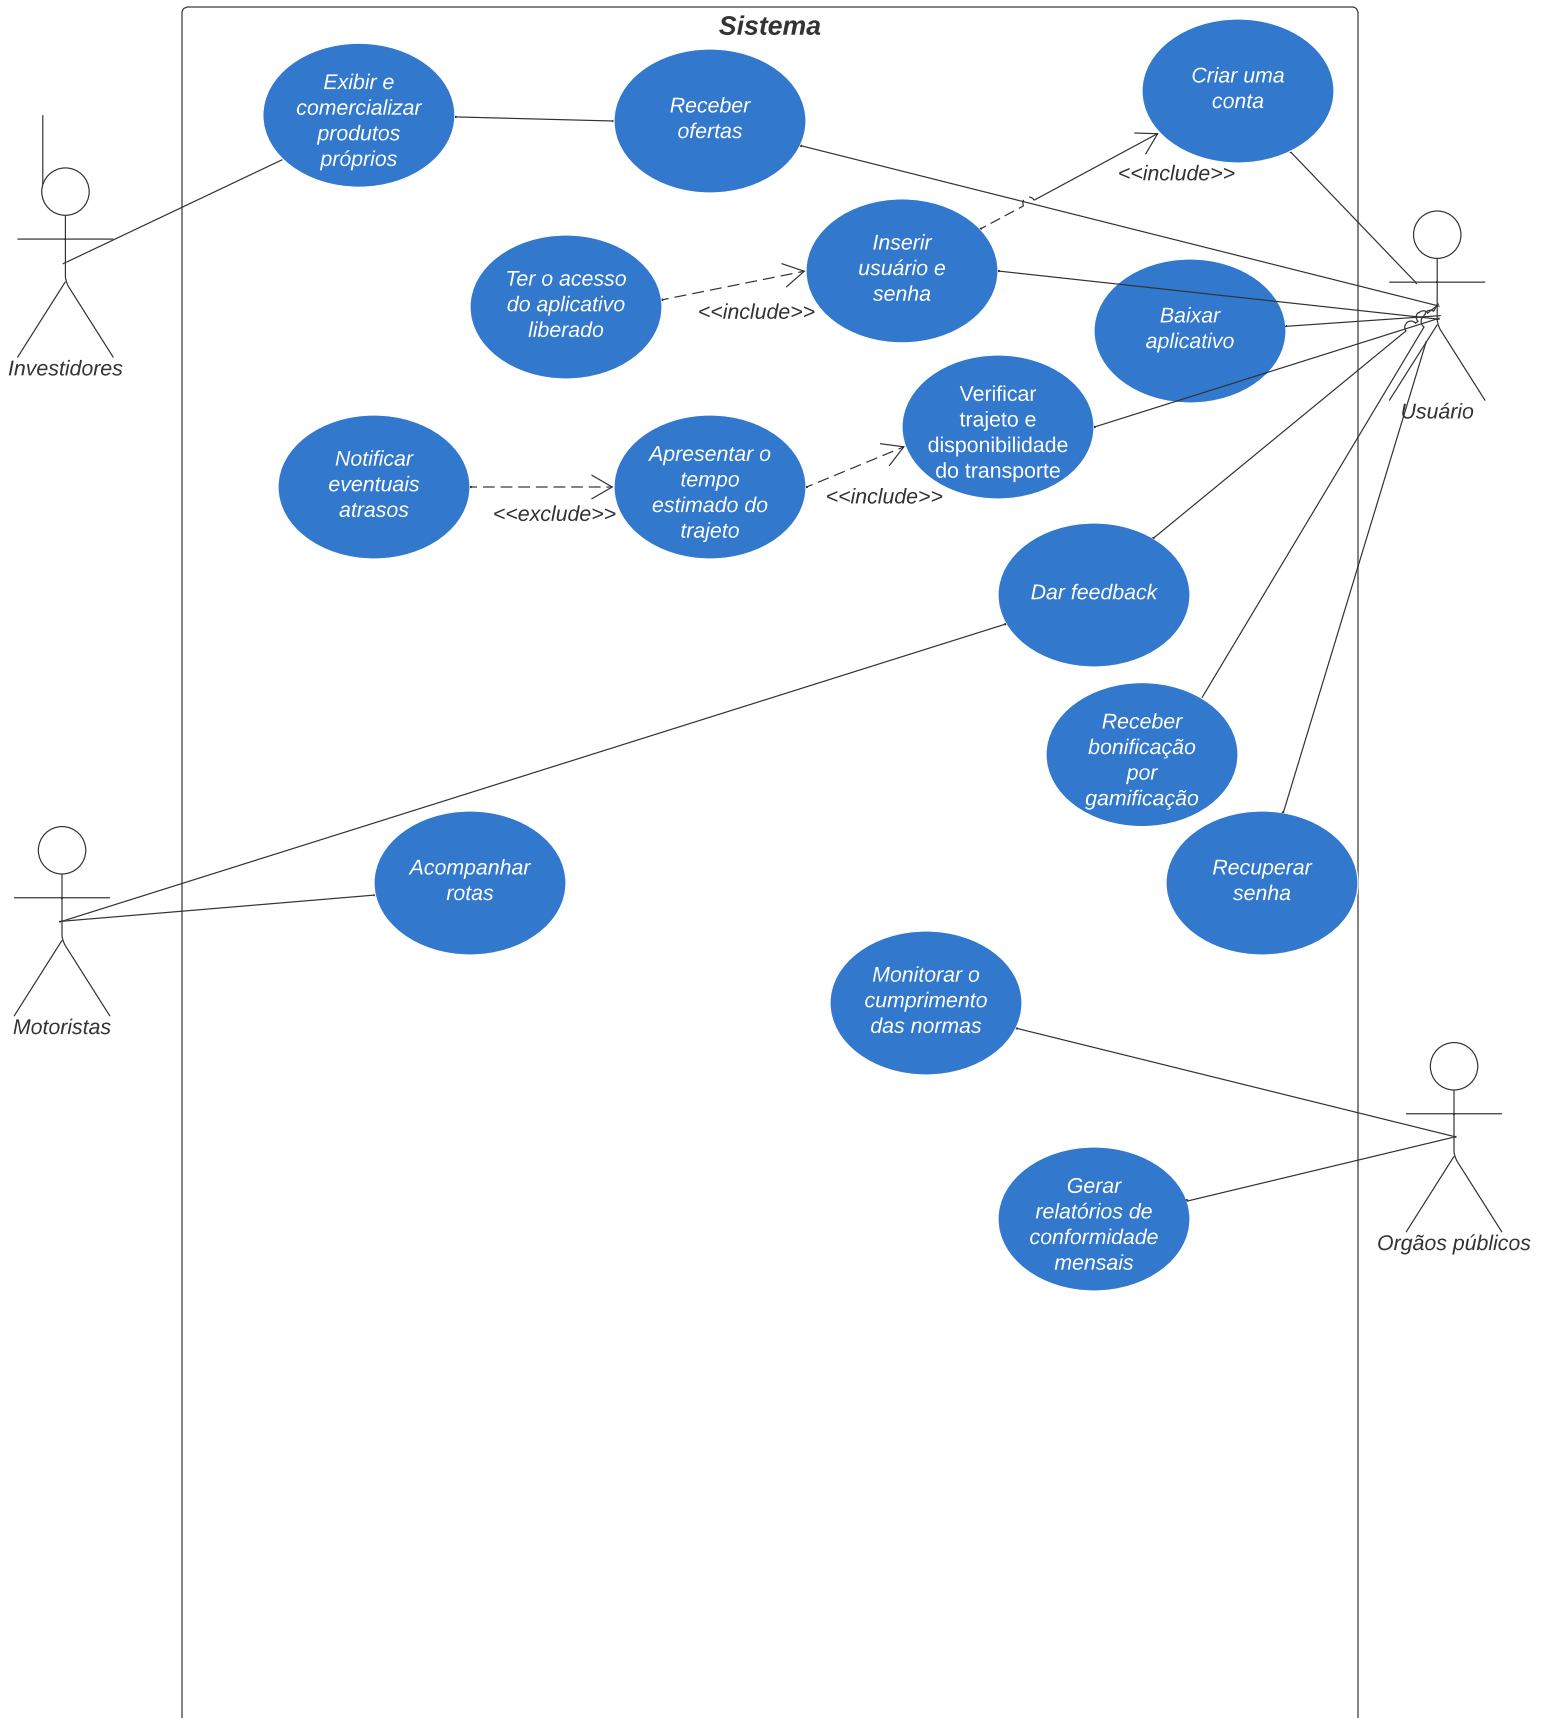 Sistema
Exibir e
comercializar
produtos
próprios
Receber
ofertas
Criar uma
conta
<<include>>
Inserir
usuário e
senha
Ter o acesso
do aplicativo
liberado
<<include>>
Baixar
aplicativo
Investidores
Usuário
Verificar
trajeto e
disponibilidade
do transporte
Notificar
eventuais
atrasos
<<exclude>>
Apresentar o
tempo
estimado do
trajeto
<<include>>
Dar feedback
Receber
bonificação
por
gamificação
Acompanhar
rotas
Recuperar
senha
Motoristas
Monitorar o
cumprimento
das normas
Gerar
relatórios de
conformidade
mensais
Orgãos públicos